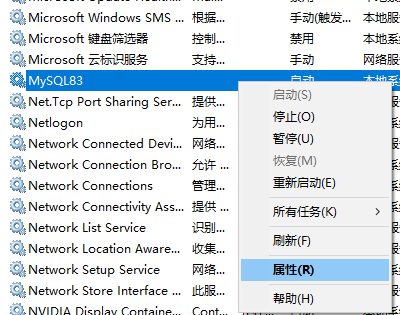 Microsoft Windows SMS ... 根据... 手动(触发... 本地服
Microsoft 键盘筛选器 控制... 禁用 本地系
Microsoft 云标识服务 支持... 手动 网络服
MySQL83 自动 本地系
Net.Tcp Port Sharing Ser... 提供...
Netlogon 为用...
Network Connected Devi... 网络...
Network Connection Bro... 允许 ...
Network Connections 管理...
Network Connectivity Ass... 提供...
Network List Service 识别...
Network Location Aware... 收集...
Network Setup Service 网络...
Network Store Interface ... 此服...
NVIDIA Display Containe... Con...
启动(S)
停止(O)
暂停(U)
恢复(M)
重新启动(E)
所有任务(K)
刷新(F)
属性(R)
帮助(H)